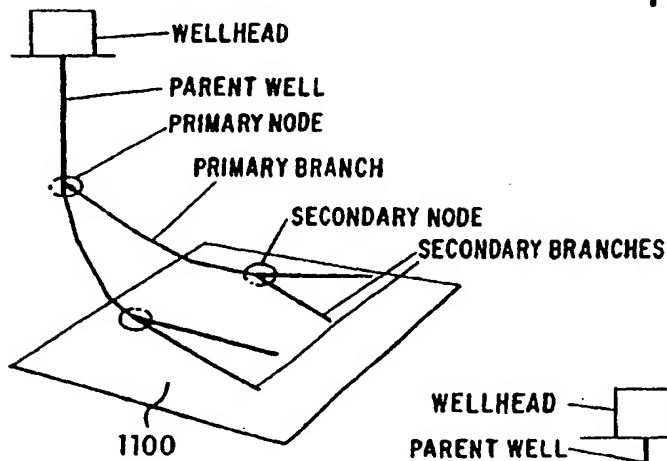 WELLHEAD
PARENT WELL
PRIMARY NODE
PRIMARY BRANCH
SECONDARY NODE
SECONDARY BRANCHES
1100
WELLHEAD
PARENT WELL